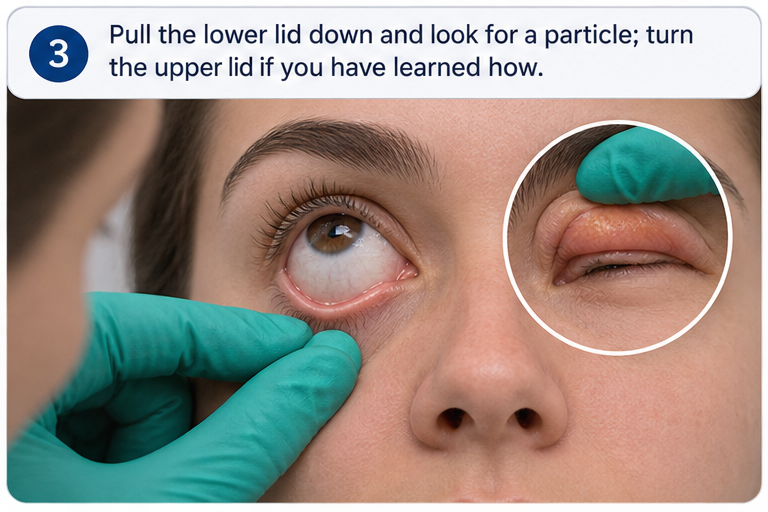 3
Pull the lower lid down and look for a particle; turn
the upper lid if you have learned how.